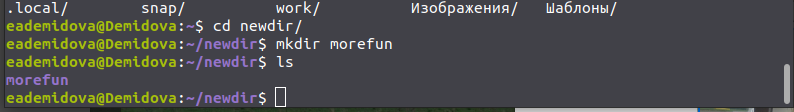 .local/ snap/ work/ Изображения/ Шаблоны/
eademidova@Demidova:~$ cd newdir/
eademidova@Demidova:~/newdir$ mkdir morefun
eademidova@Demidova:~/newdir$ ls
morefun
eademidova@Demidova:~/newdir$